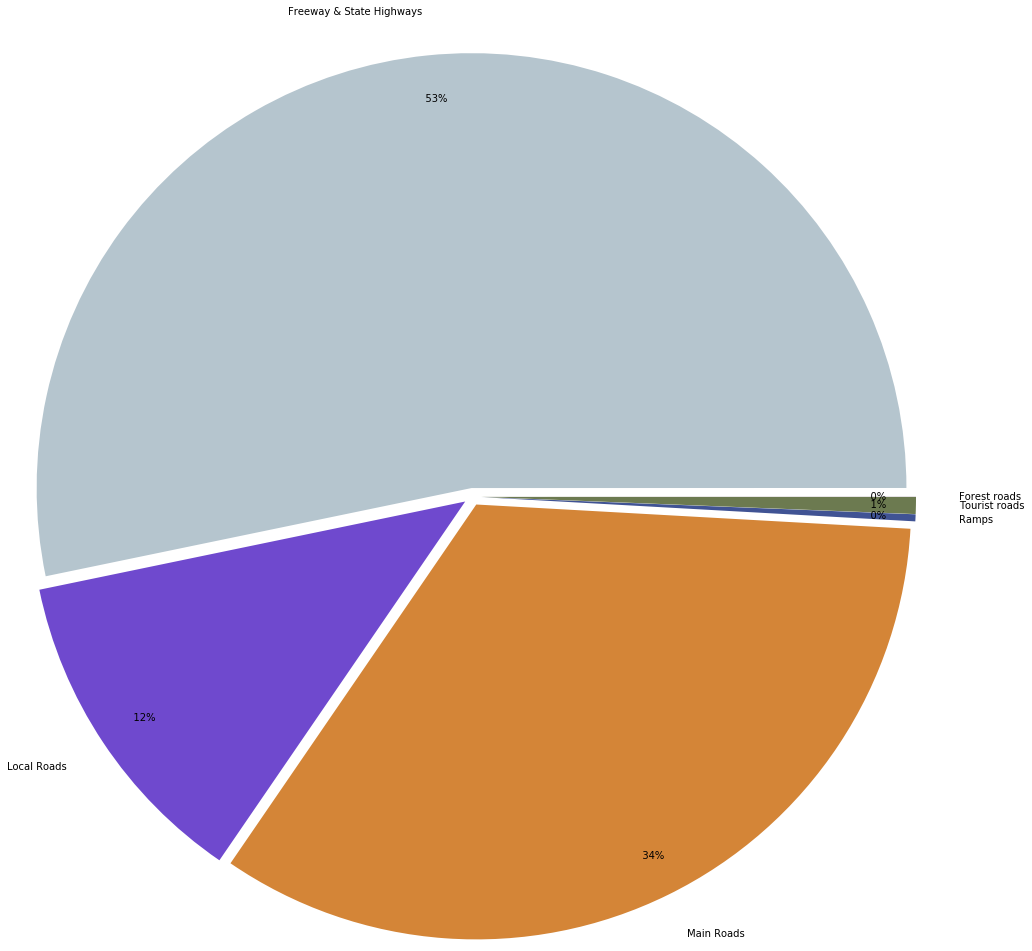 Freeway & State Highways
53%
0%
Forest roads
1%
Tourist roads
0%
Ramps
12%
Local Roads
34%
Main Roads